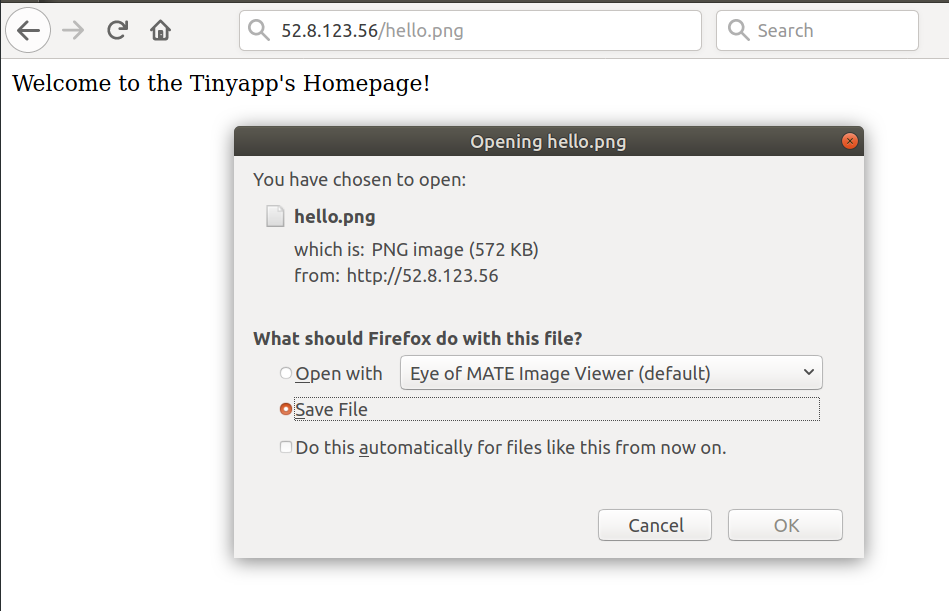 52.8.123.56/hello.png
Search
Welcome to the Tinyapp's Homepage!
Opening hello.png
You have chosen to open:
hello.png
which is: PNG image (572 KB)
from: http://52.8.123.56
What should Firefox do with this file?
Open with Eye of MATE Image Viewer (default)
Save File
Do this automatically for files like this from now on.
Cancel OK